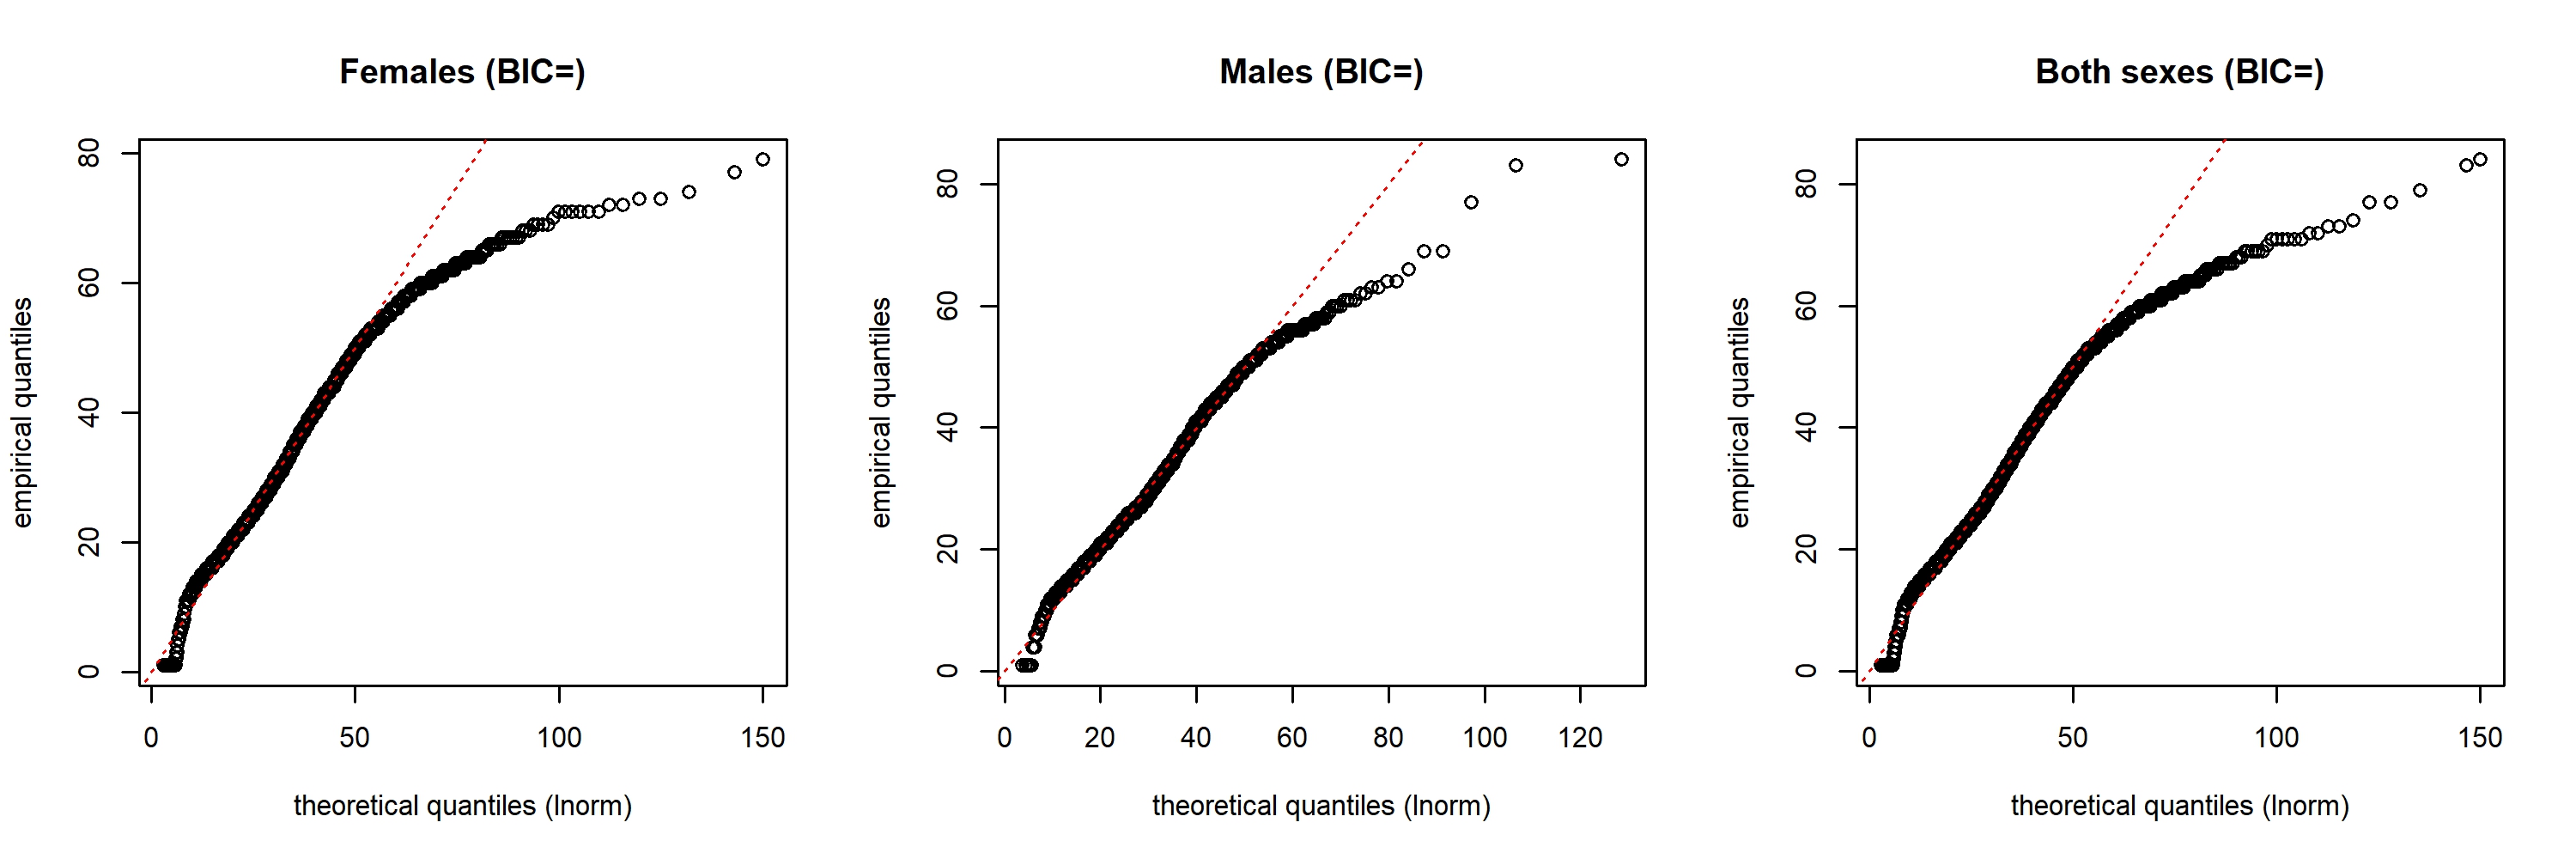 Females (BIC=)
empirical quantiles
80
60
40
20
0
0 50 100 150
theoretical quantiles (lnorm)
Males (BIC=)
empirical quantiles
80
60
40
20
0
0 20 40 60 80 100 120
theoretical quantiles (lnorm)
Both sexes (BIC=)
empirical quantiles
80
60
40
20
0
0 50 100 150
theoretical quantiles (lnorm)